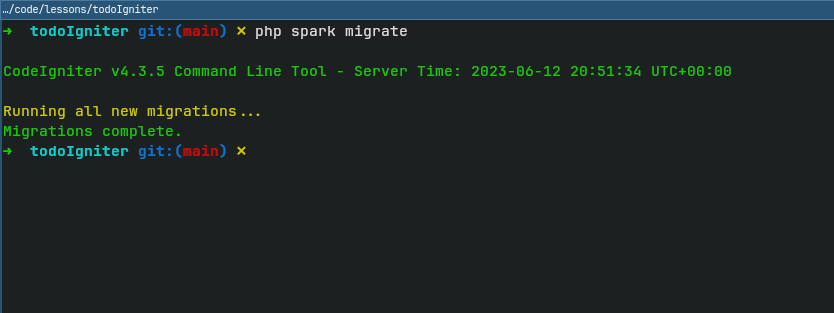 …/code/lessons/todoIgniter
➜ todoIgniter git:(main) ✗ php spark migrate
CodeIgniter v4.3.5 Command Line Tool - Server Time: 2023-06-12 20:51:34 UTC+00:00
Running all new migrations...
Migrations complete.
➜ todoIgniter git:(main) ✗